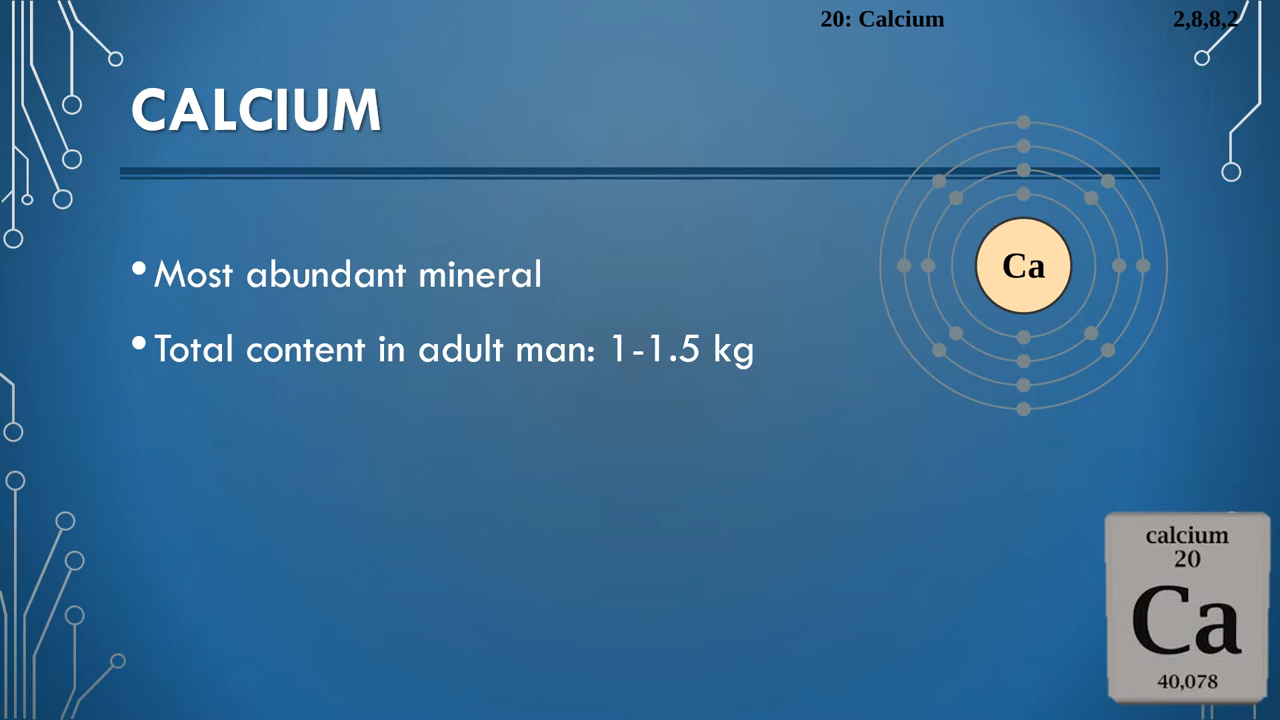 20: Calcium 2,8,8,2
CALCIUM
• Most abundant mineral
• Total content in adult man: 1-1.5 kg
Ca
calcium
20
Ca
40,078